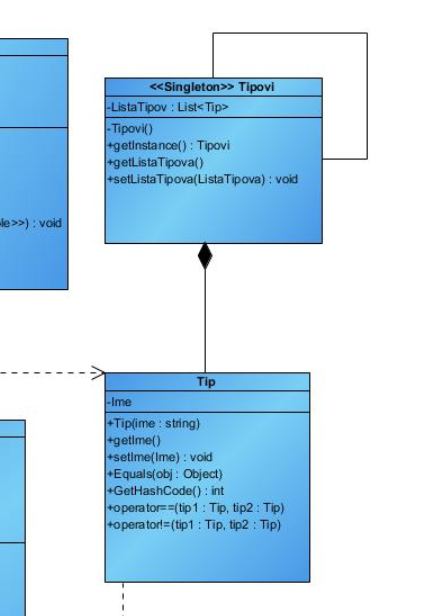 <<Singleton>> Tipovi
-ListaTipov : List<Tip>
-Tipovi()
+getInstance() : Tipovi
+getListaTipova()
+setListaTipova(ListaTipova) : void
le>>) : void
Tip
-Ime
+Tip(ime : string)
+getIme()
+setIme(Ime) : void
+Equals(obj : Object)
+GetHashCode() : int
+operator==(tip1 : Tip, tip2 : Tip)
+operator!=(tip1 : Tip, tip2 : Tip)